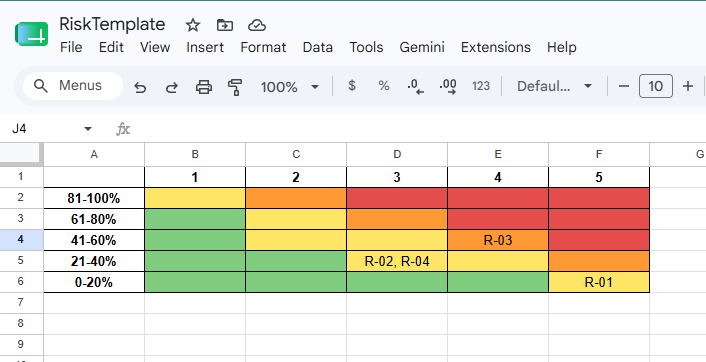 RiskTemplate
File Edit View Insert Format Data Tools Gemini Extensions Help
Menus 100% $ % .0 .00 123 Defaul... 10
J4 fx
A B C D E F G
1 1 2 3 4 5
2 81-100%
3 61-80%
4 41-60% R-03
5 21-40% R-02, R-04
6 0-20% R-01
7
8
9